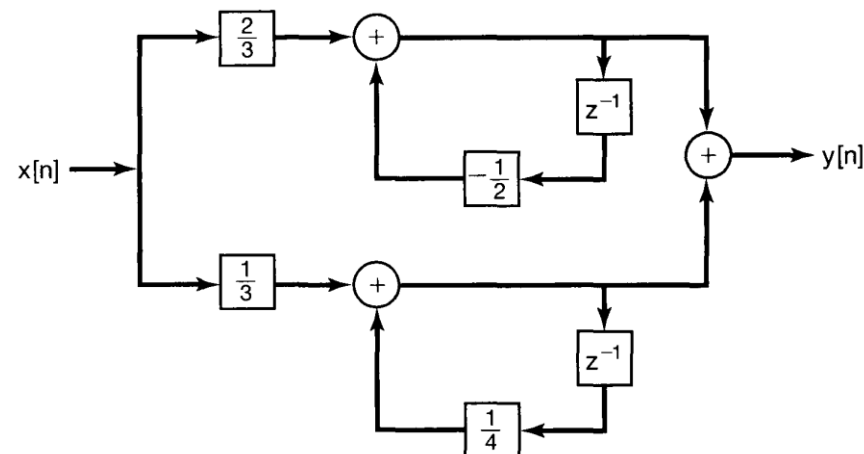 2/3
+
z⁻¹
x[n]
-1/2
+
y[n]
1/3
+
z⁻¹
1/4